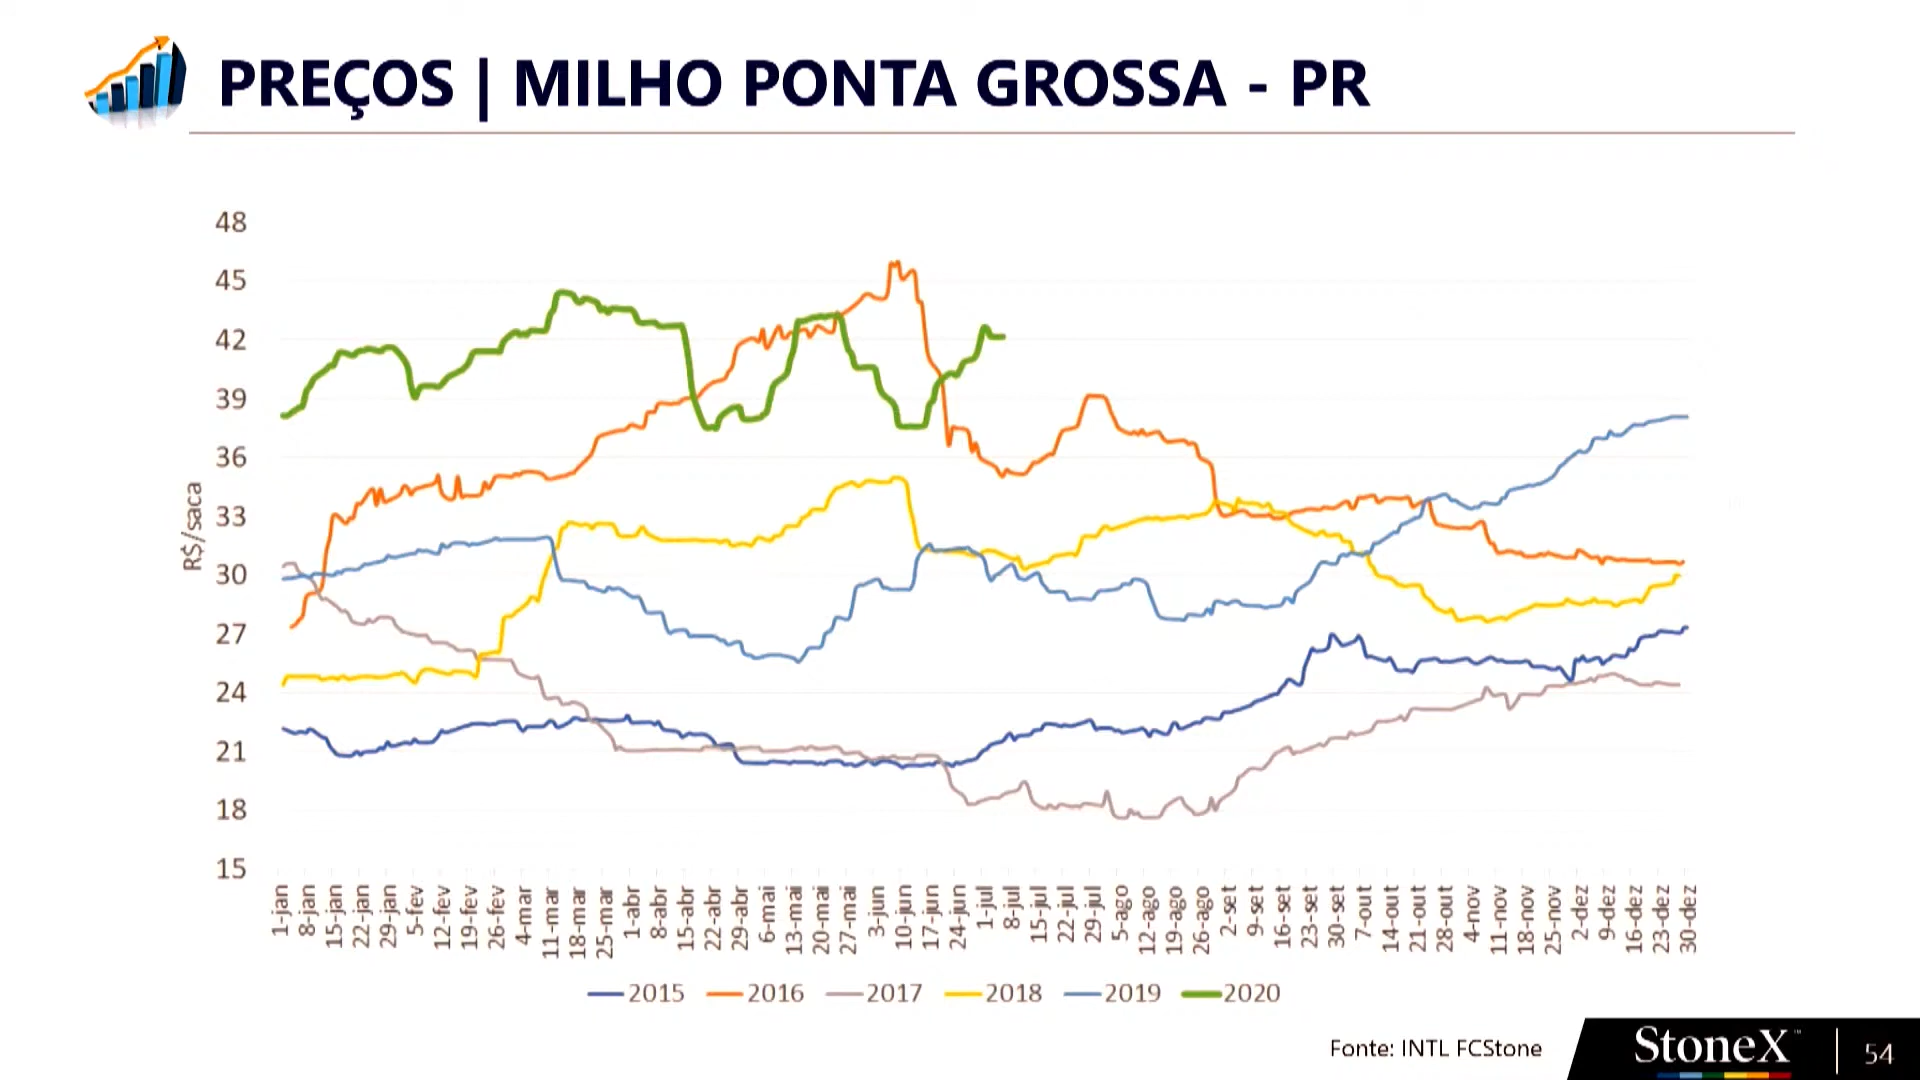 PREÇOS | MILHO PONTA GROSSA - PR
48
45
42
39
36
33
30
27
24
21
18
15
R$/saca
1-jan
8-jan
15-jan
22-jan
29-jan
5-fev
12-fev
19-fev
26-fev
4-mar
11-mar
18-mar
25-mar
1-abr
8-abr
15-abr
22-abr
29-abr
6-mai
13-mai
20-mai
27-mai
3-jun
10-jun
17-jun
24-jun
1-jul
8-jul
15-jul
22-jul
29-jul
5-ago
12-ago
19-ago
26-ago
2-set
9-set
16-set
23-set
30-set
7-out
14-out
21-out
28-out
4-nov
11-nov
18-nov
25-nov
2-dez
9-dez
16-dez
23-dez
30-dez
2015 2016 2017 2018 2019 2020
Fonte: INTL FCStone
StoneX™
54